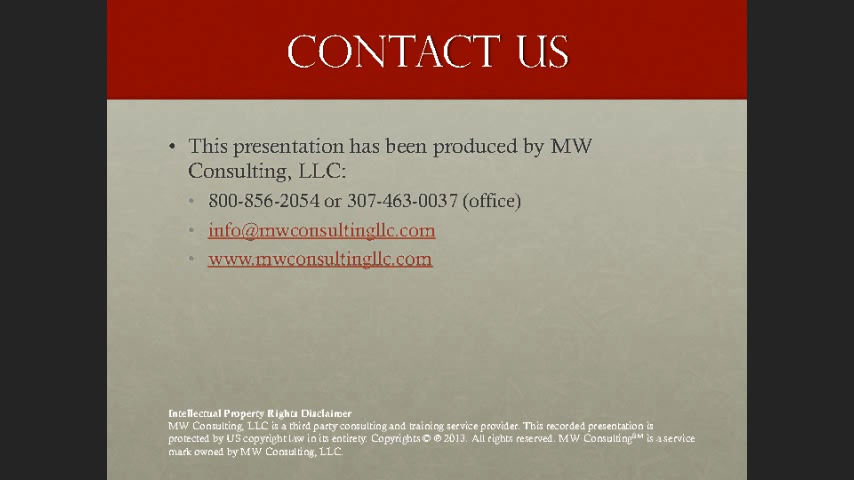 CONTACT US
• This presentation has been produced by MW
Consulting, LLC:
• 800-856-2054 or 307-463-0037 (office)
• info@mwconsultingllc.com
• www.mwconsultingllc.com
Intellectual Property Rights Disclaimer
MW Consulting, LLC is a third party consulting and training service provider. This recorded presentation is
protected by US copyright law in its entirety. Copyrights © ® 2013. All rights reserved. MW Consulting℠ is a service
mark owned by MW Consulting, LLC.